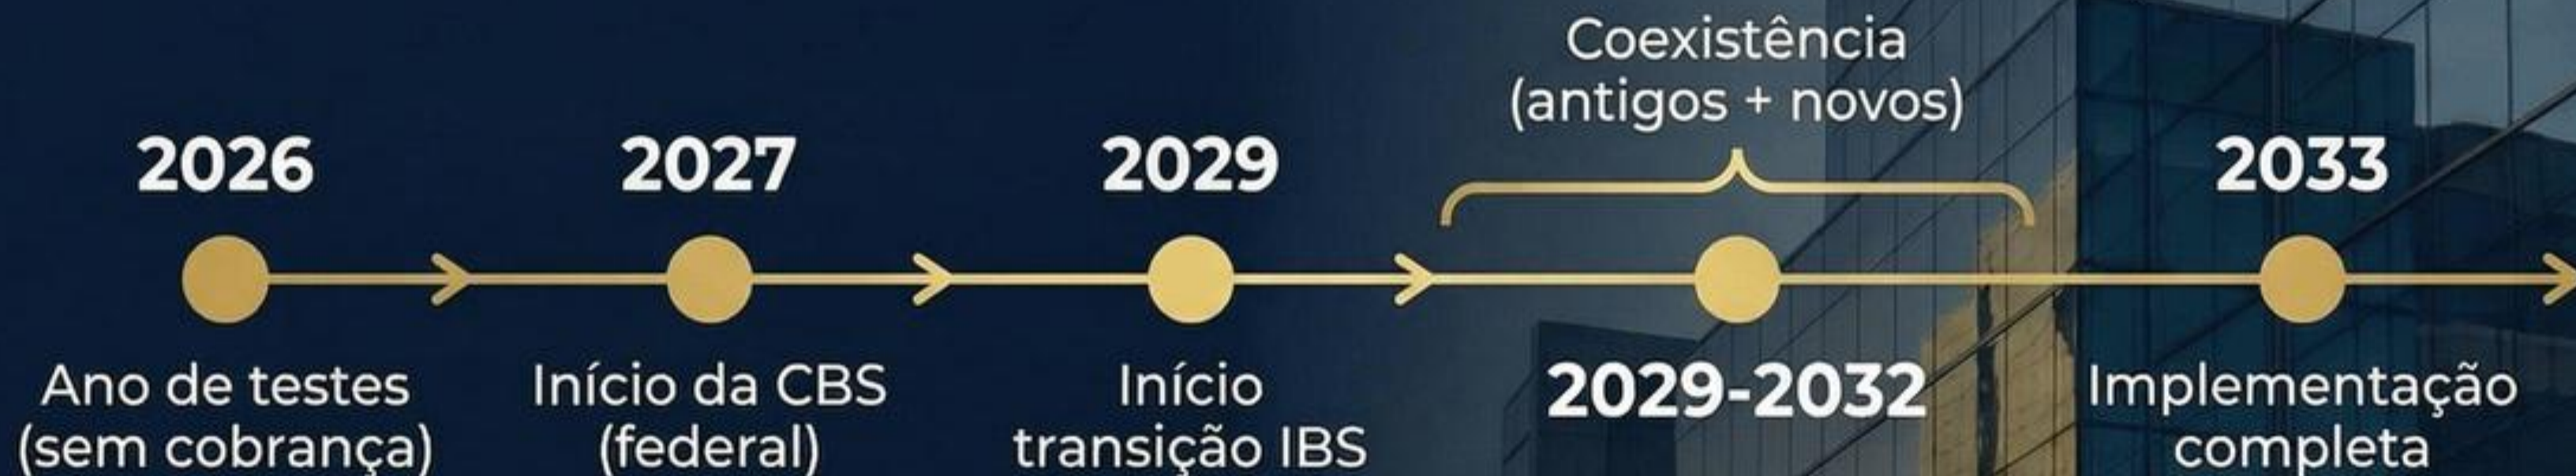 2026
Ano de testes
(sem cobrança)
2027
Início da CBS
(federal)
2029
Início
transição IBS
Coexistência
(antigos + novos)
2029-2032
2033
Implementação
completa